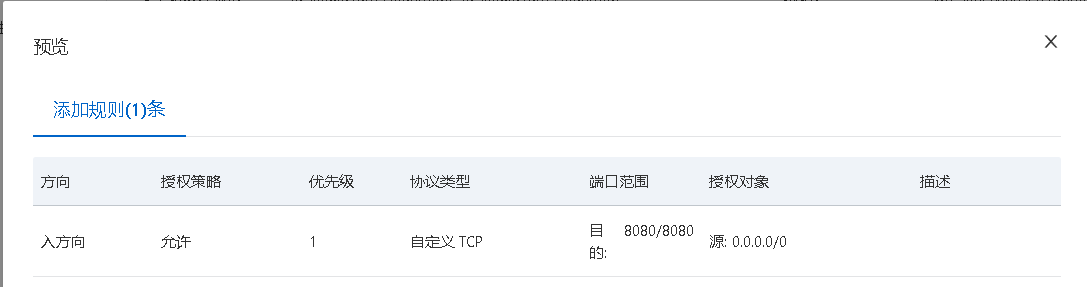 预览
添加规则(1)条
方向 授权策略 优先级 协议类型 端口范围 授权对象 描述
入方向 允许 1 自定义 TCP 目的: 8080/8080 源: 0.0.0.0/0